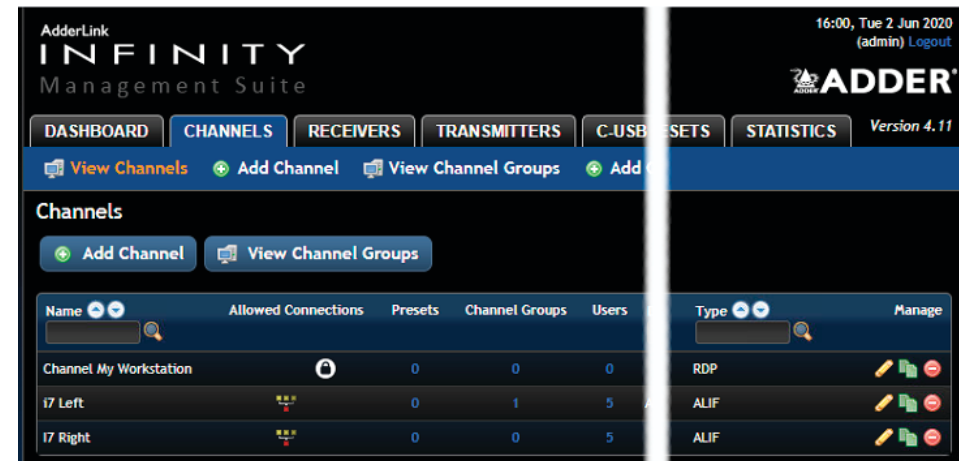 AdderLink
INFINITY
Management Suite
16:00, Tue 2 Jun 2020
(admin) Logout
ADDER
ADDER
DASHBOARD CHANNELS RECEIVERS TRANSMITTERS C-USB SETS STATISTICS Version 4.11
View Channels Add Channel View Channel Groups Add
Channels
Add Channel View Channel Groups
Name Allowed Connections Presets Channel Groups Users Type Manage
Channel My Workstation 0 0 0 RDP
i7 Left 0 1 5 ALIF
I7 Right 0 0 5 ALIF